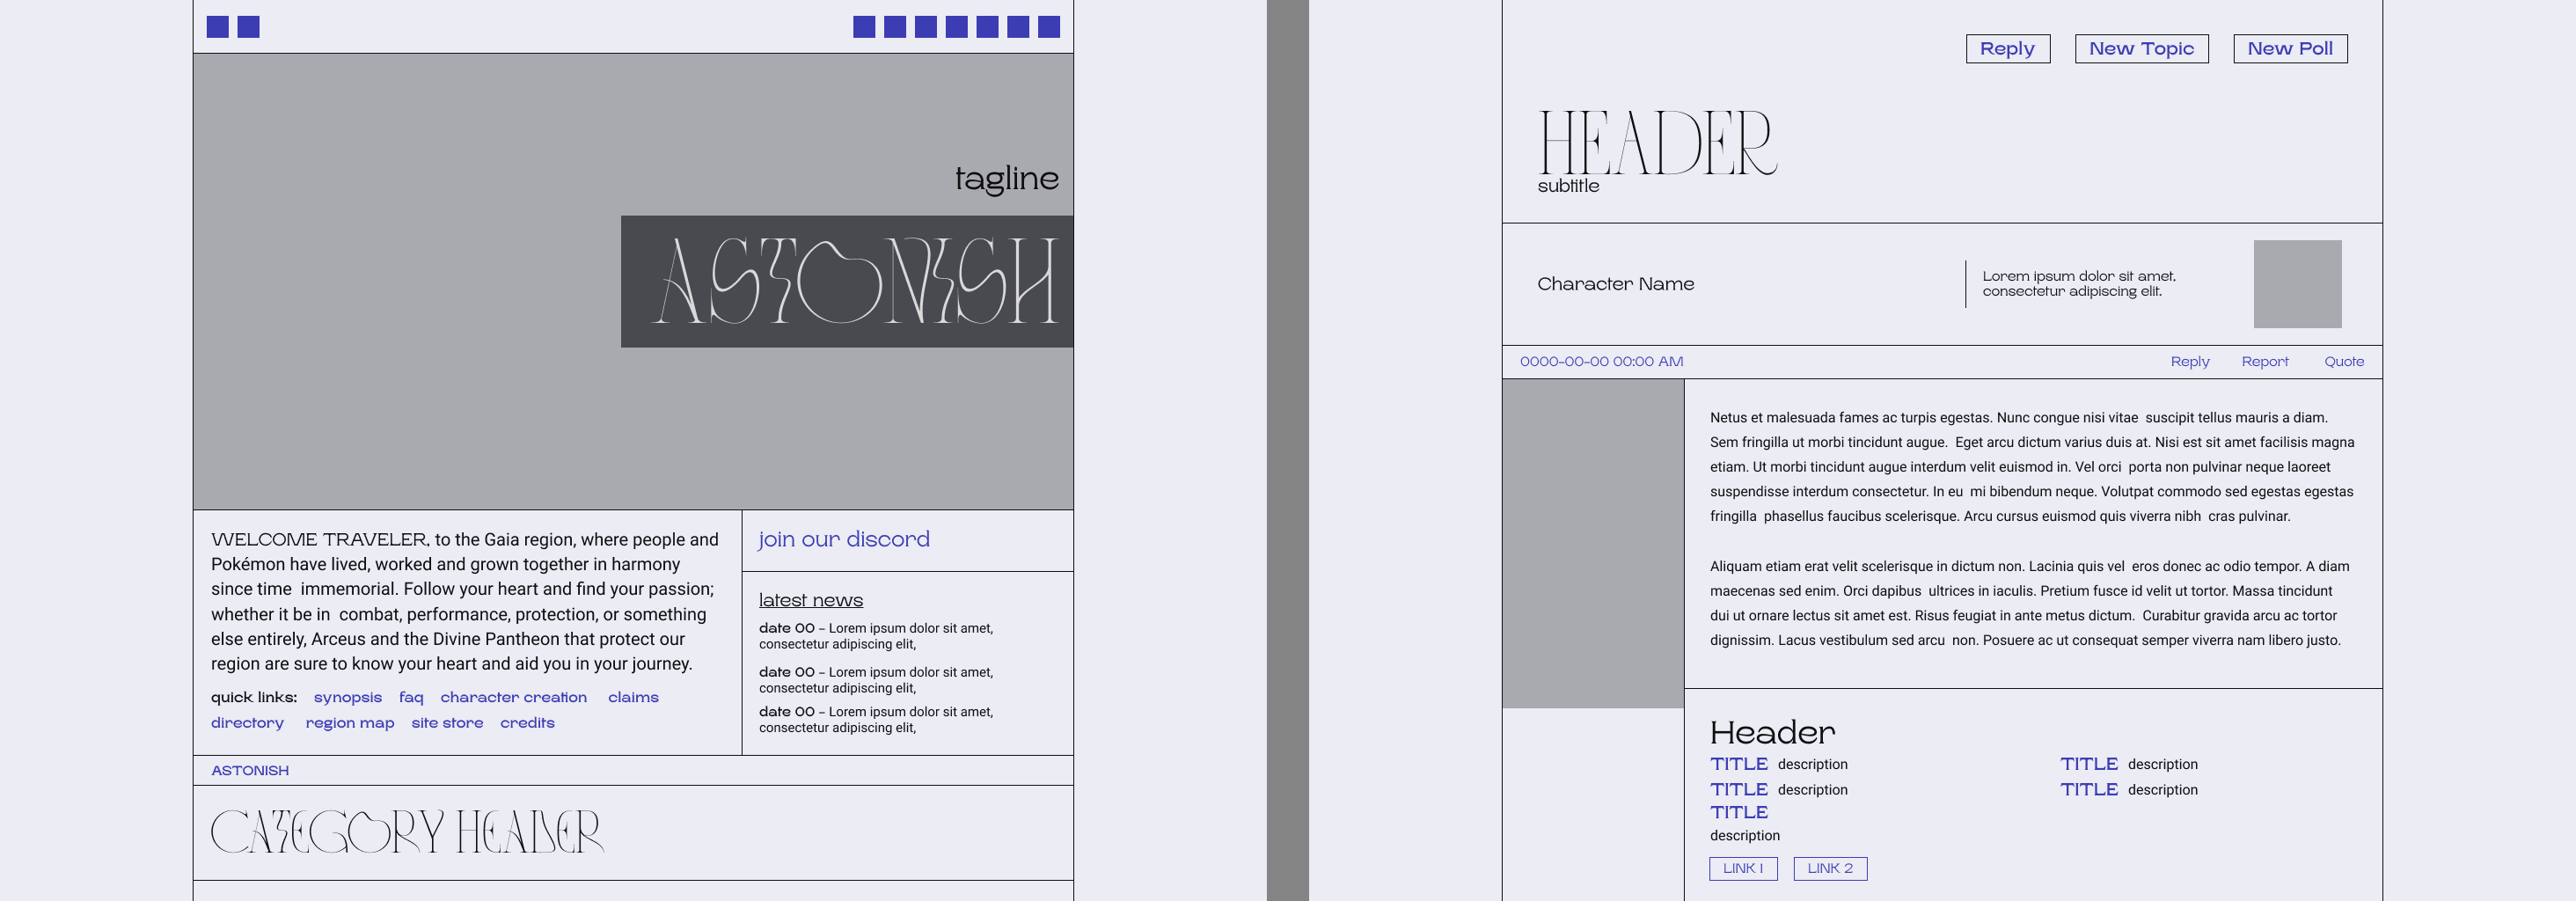 tagline
ASTONISH
WELCOME TRAVELER, to the Gaia region, where people and
Pokémon have lived, worked and grown together in harmony
since time immemorial. Follow your heart and find your passion;
whether it be in combat, performance, protection, or something
else entirely, Arceus and the Divine Pantheon that protect our
region are sure to know your heart and aid you in your journey.
quick links: synopsis faq character creation claims
directory region map site store credits
join our discord
latest news
date 00 – Lorem ipsum dolor sit amet,
consectetur adipiscing elit,
date 00 – Lorem ipsum dolor sit amet,
consectetur adipiscing elit,
date 00 – Lorem ipsum dolor sit amet,
consectetur adipiscing elit,
ASTONISH
CATEGORY HEADER
Reply New Topic New Poll
HEADER
subtitle
Character Name
Lorem ipsum dolor sit amet,
consectetur adipiscing elit.
0000-00-00 00:00 AM Reply Report Quote
Netus et malesuada fames ac turpis egestas. Nunc congue nisi vitae suscipit tellus mauris a diam.
Sem fringilla ut morbi tincidunt augue. Eget arcu dictum varius duis at. Nisi est sit amet facilisis magna
etiam. Ut morbi tincidunt augue interdum velit euismod in. Vel orci porta non pulvinar neque laoreet
suspendisse interdum consectetur. In eu mi bibendum neque. Volutpat commodo sed egestas egestas
fringilla phasellus faucibus scelerisque. Arcu cursus euismod quis viverra nibh cras pulvinar.
Aliquam etiam erat velit scelerisque in dictum non. Lacinia quis vel eros donec ac odio tempor. A diam
maecenas sed enim. Orci dapibus ultrices in iaculis. Pretium fusce id velit ut tortor. Massa tincidunt
dui ut ornare lectus sit amet est. Risus feugiat in ante metus dictum. Curabitur gravida arcu ac tortor
dignissim. Lacus vestibulum sed arcu non. Posuere ac ut consequat semper viverra nam libero justo.
Header
TITLE description TITLE description
TITLE description TITLE description
TITLE
description
LINK 1 LINK 2